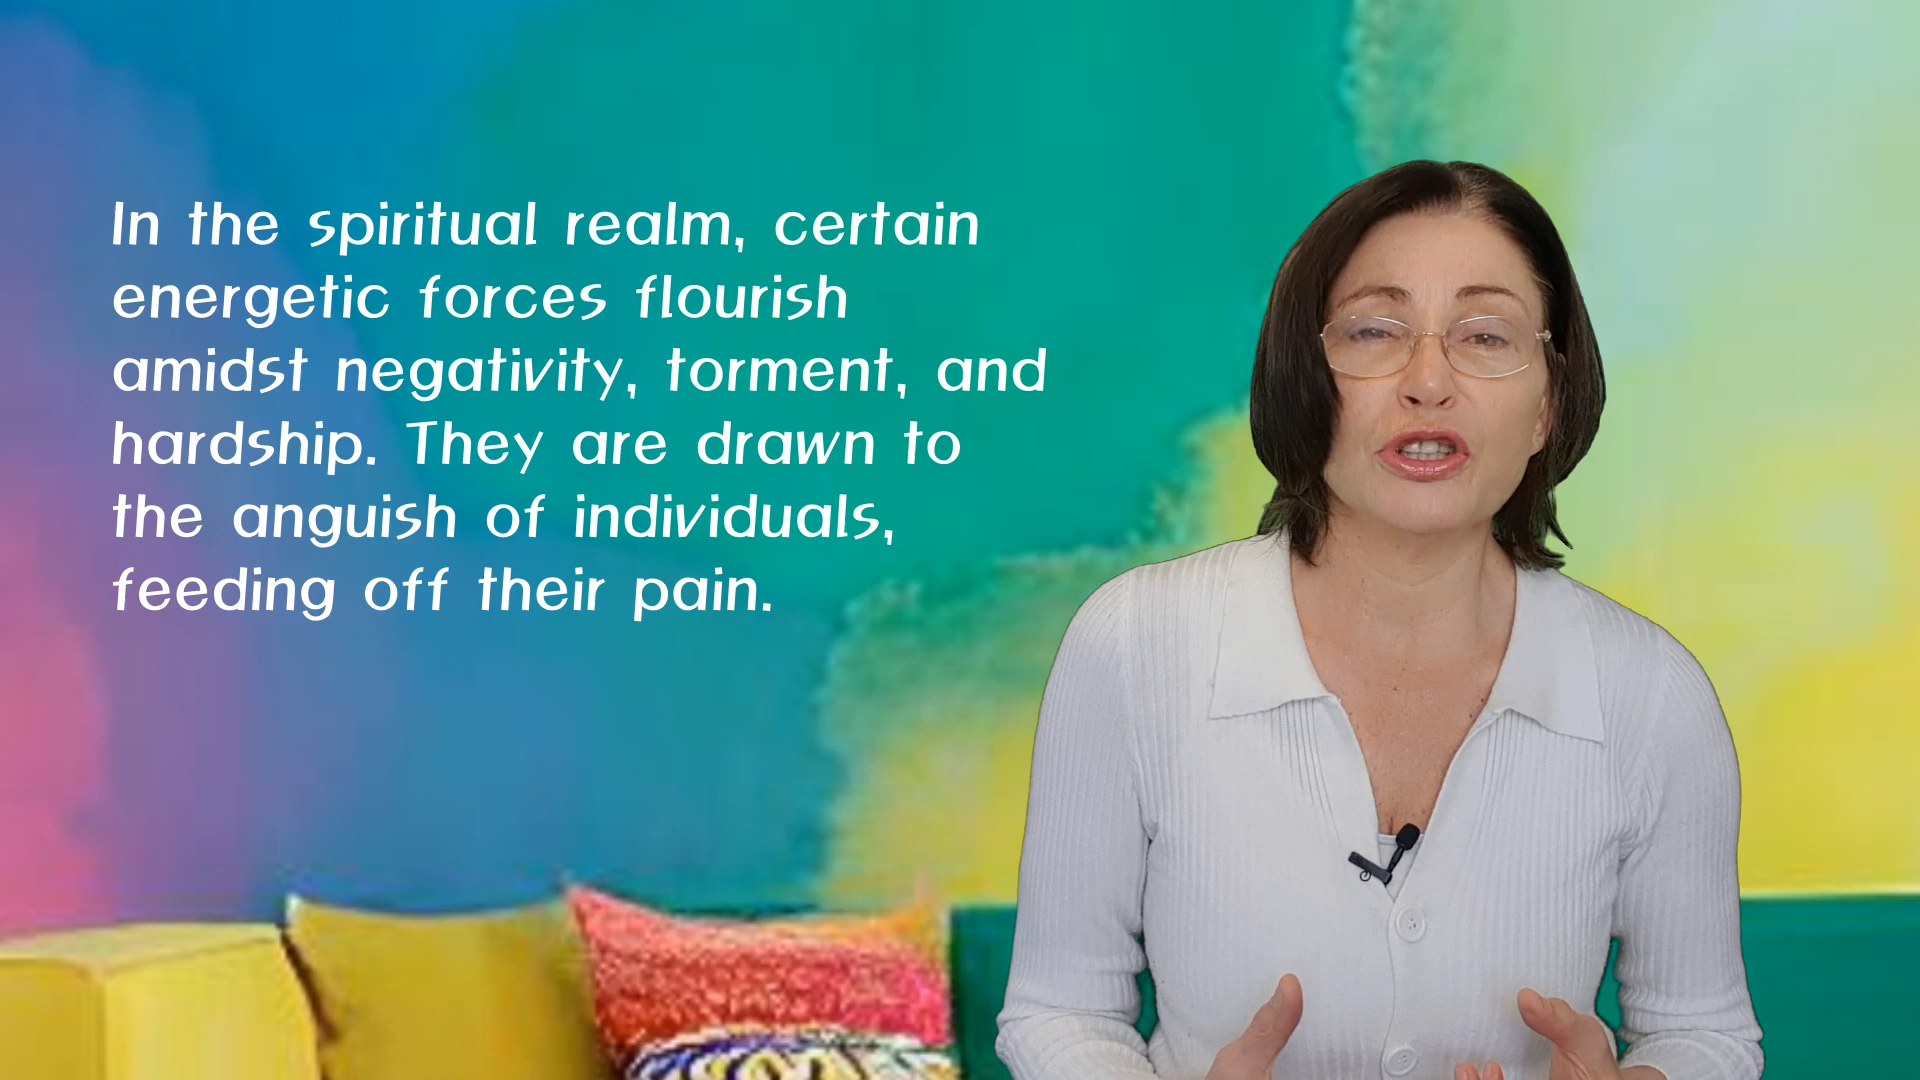 In the spiritual realm, certain
energetic forces flourish
amidst negativity, torment, and
hardship. They are drawn to
the anguish of individuals,
feeding off their pain.